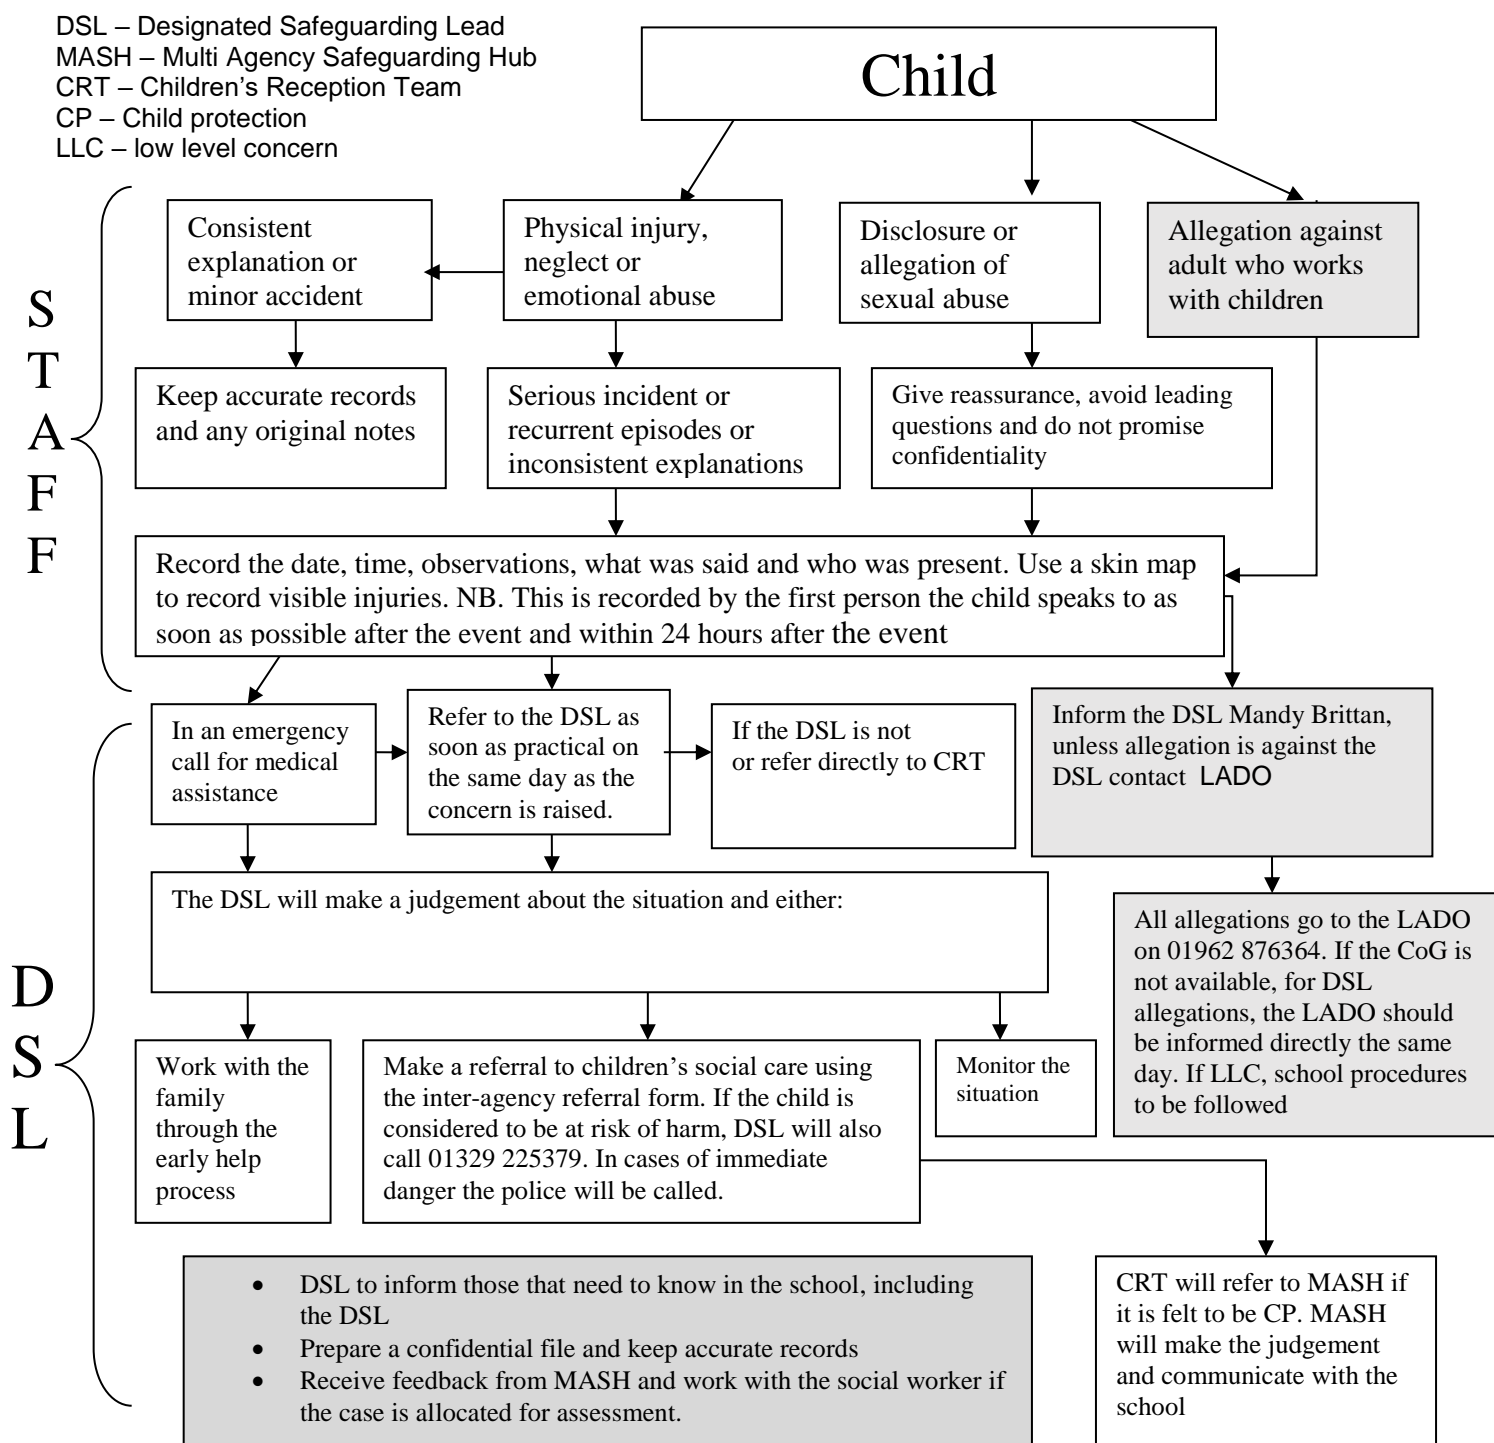 DSL – Designated Safeguarding Lead
MASH – Multi Agency Safeguarding Hub
CRT – Children's Reception Team
CP – Child protection
LLC – low level concern
Child
S
T
A
F
F
Consistent
explanation or
minor accident
Physical injury,
neglect or
emotional abuse
Disclosure or
allegation of
sexual abuse
Allegation against
adult who works
with children
Keep accurate records
and any original notes
Serious incident or
recurrent episodes or
inconsistent explanations
Give reassurance, avoid leading
questions and do not promise
confidentiality
Record the date, time, observations, what was said and who was present. Use a skin map
to record visible injuries. NB. This is recorded by the first person the child speaks to as
soon as possible after the event and within 24 hours after the event
D
S
L
In an emergency
call for medical
assistance
Refer to the DSL as
soon as practical on
the same day as the
concern is raised.
If the DSL is not
or refer directly to CRT
Inform the DSL Mandy Brittan,
unless allegation is against the
DSL contact LADO
The DSL will make a judgement about the situation and either:
All allegations go to the LADO
on 01962 876364. If the CoG is
not available, for DSL
allegations, the LADO should
be informed directly the same
day. If LLC, school procedures
to be followed
Work with the
family
through the
early help
process
Make a referral to children's social care using
the inter-agency referral form. If the child is
considered to be at risk of harm, DSL will also
call 01329 225379. In cases of immediate
danger the police will be called.
Monitor the
situation
• DSL to inform those that need to know in the school, including
the DSL
• Prepare a confidential file and keep accurate records
• Receive feedback from MASH and work with the social worker if
the case is allocated for assessment.
CRT will refer to MASH if
it is felt to be CP. MASH
will make the judgement
and communicate with the
school